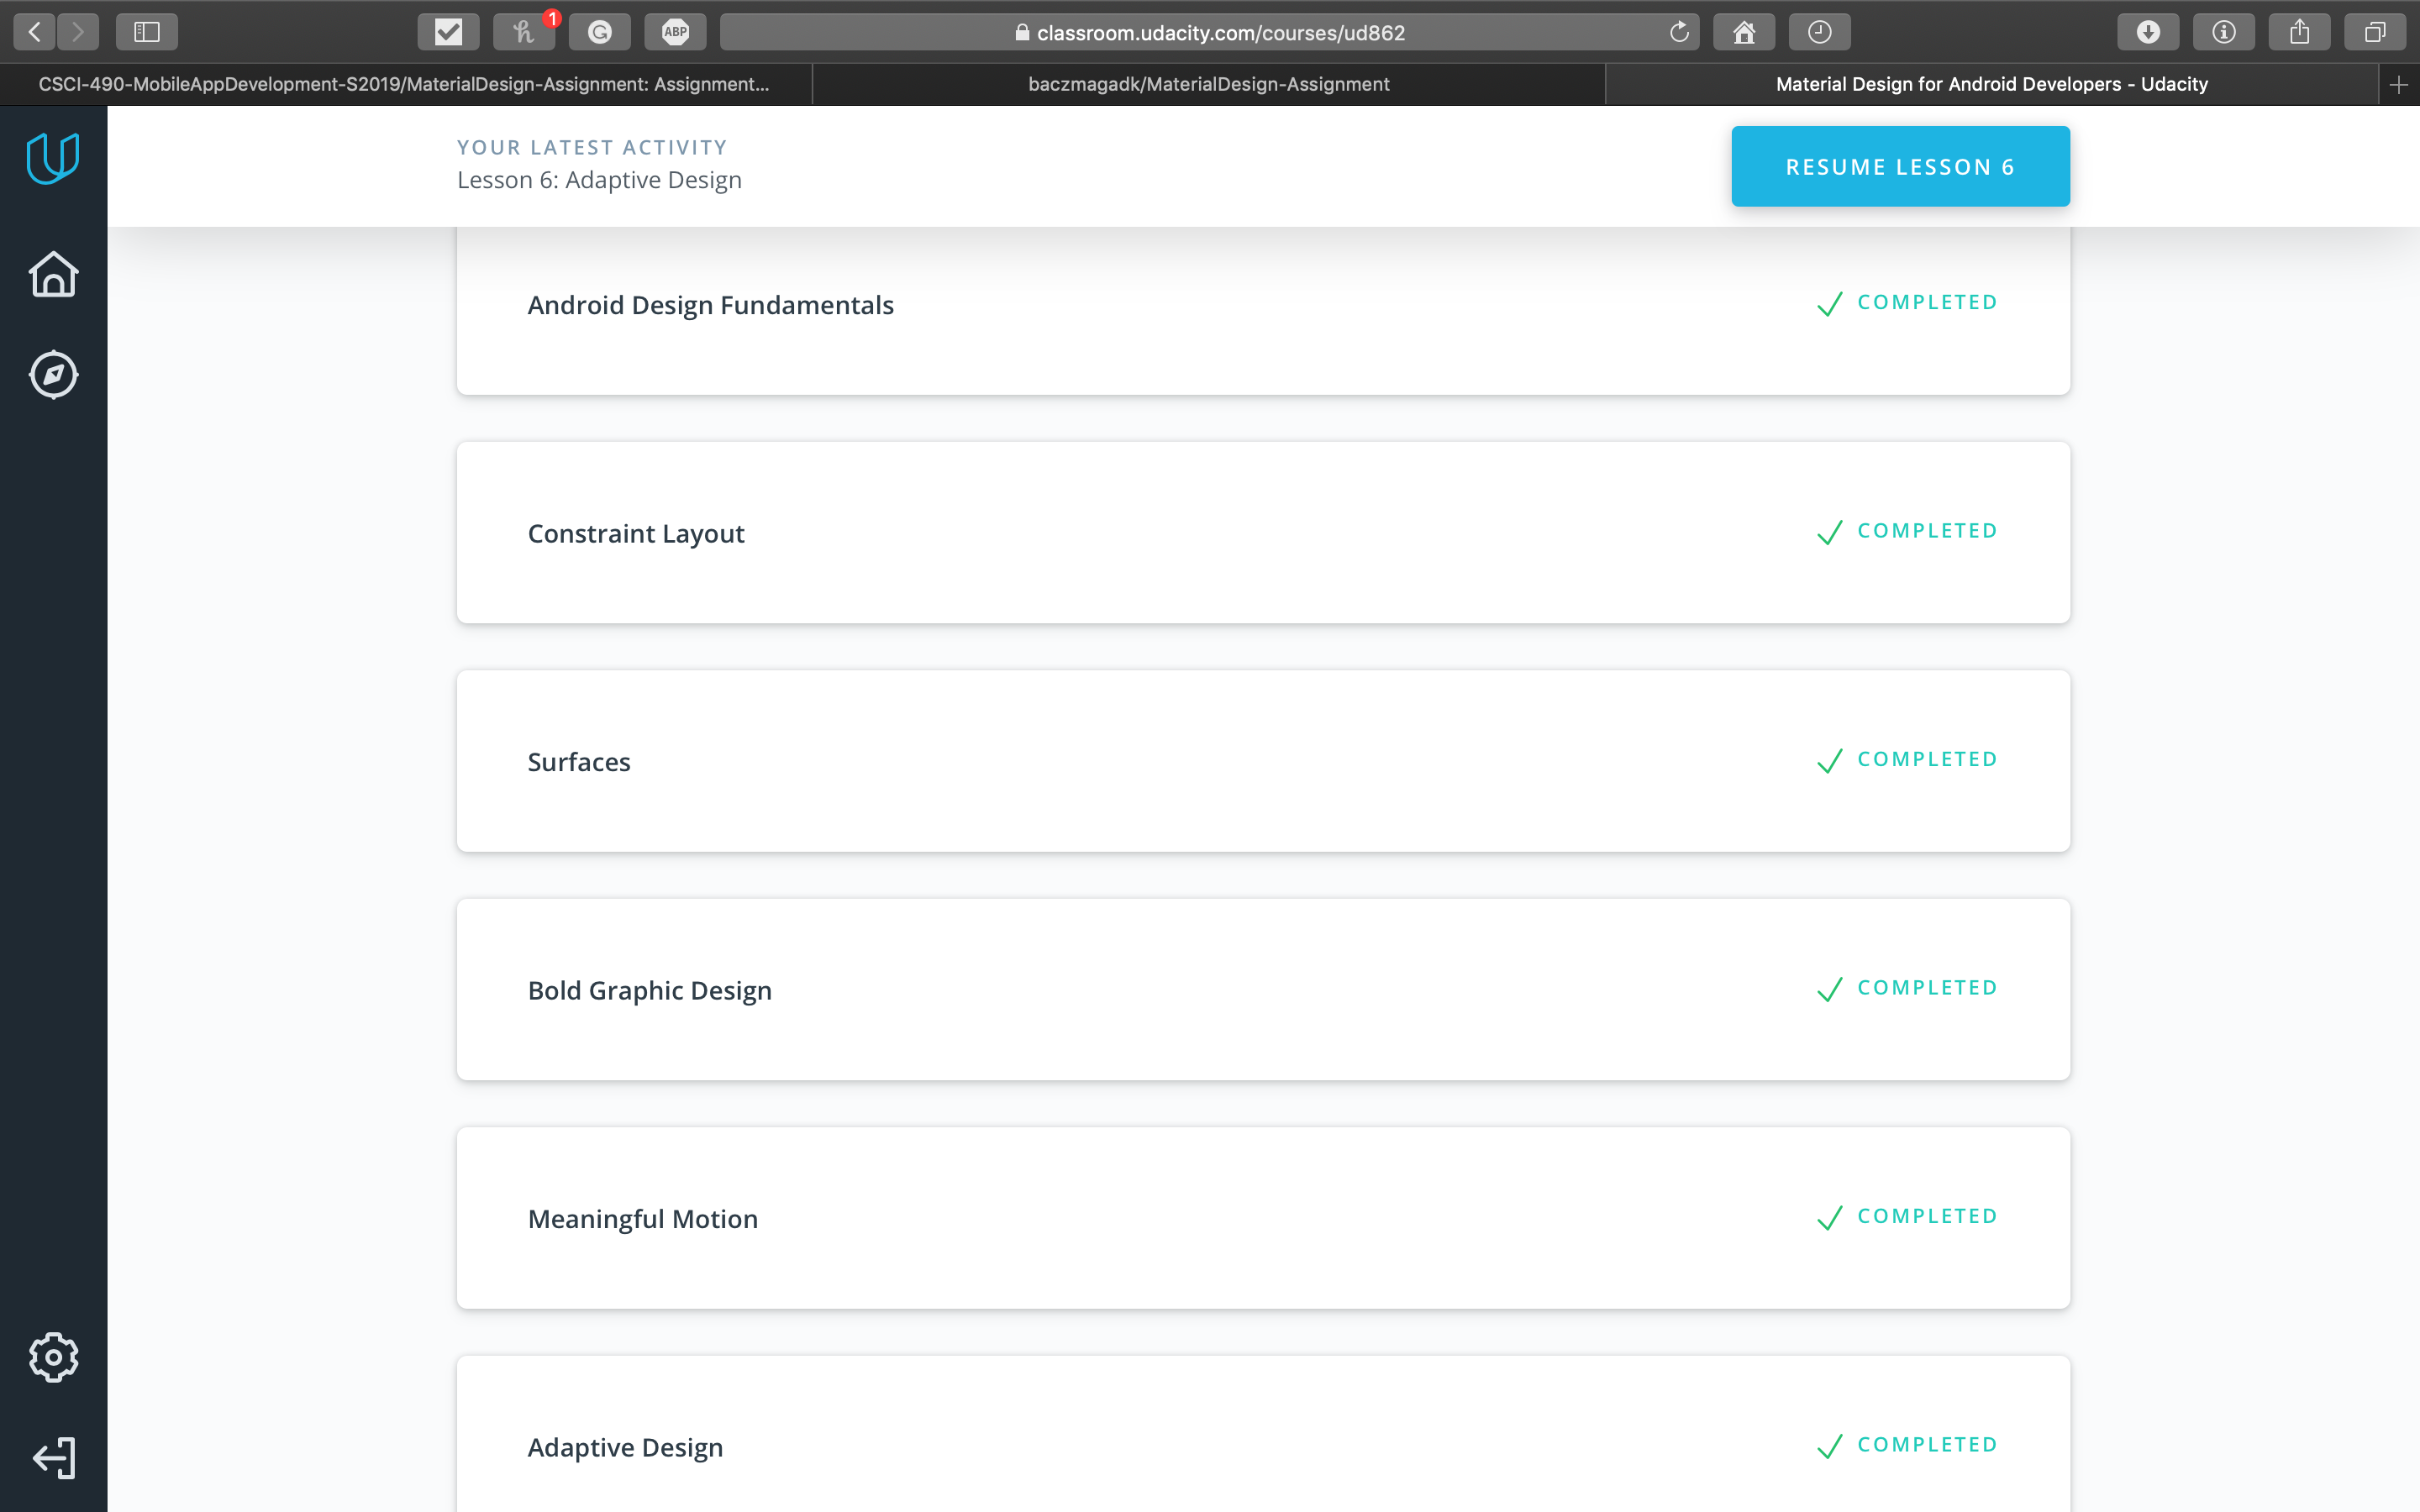 1
ABP
classroom.udacity.com/courses/ud862
CSCI-490-MobileAppDevelopment-S2019/MaterialDesign-Assignment: Assignment...
baczmagadk/MaterialDesign-Assignment
Material Design for Android Developers - Udacity
YOUR LATEST ACTIVITY
Lesson 6: Adaptive Design
RESUME LESSON 6
Android Design Fundamentals
COMPLETED
Constraint Layout
COMPLETED
Surfaces
COMPLETED
Bold Graphic Design
COMPLETED
Meaningful Motion
COMPLETED
Adaptive Design
COMPLETED